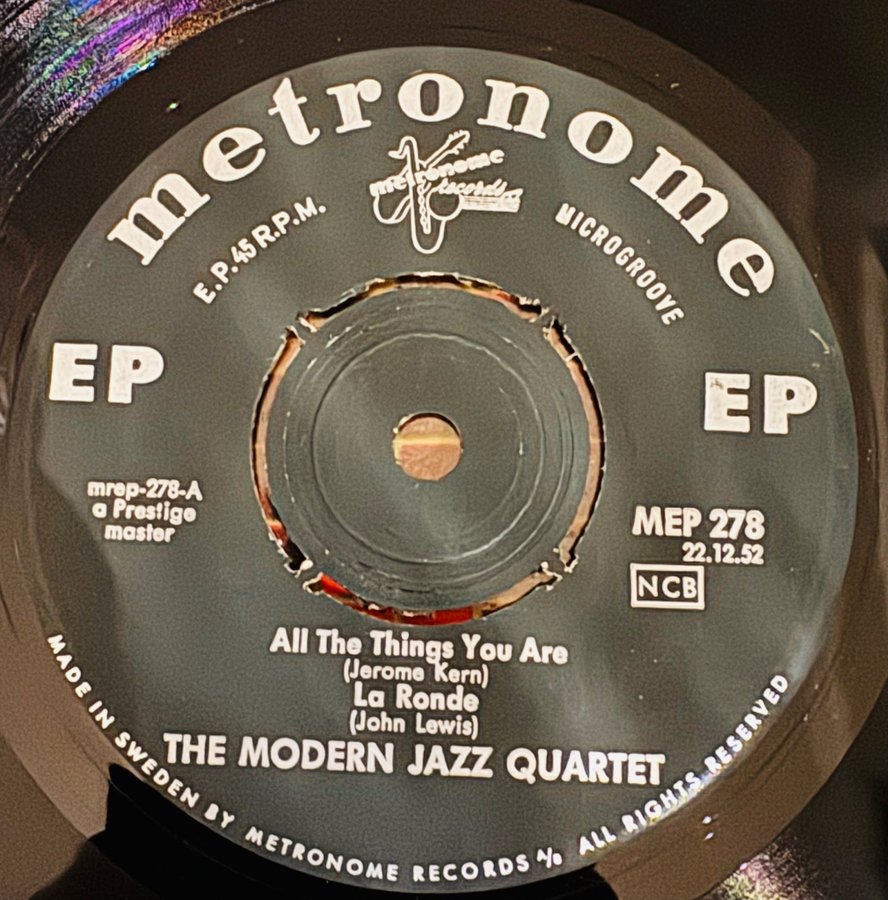 metronome
metronome
records
E.P. 45 R.P.M.
MICROGROOVE
EP
EP
mrep-278-A
a Prestige
master
MEP 278
22.12.52
NCB
All The Things You Are
(Jerome Kern)
La Ronde
(John Lewis)
THE MODERN JAZZ QUARTET
MADE IN SWEDEN BY METRONOME RECORDS A/B ALL RIGHTS RESERVED